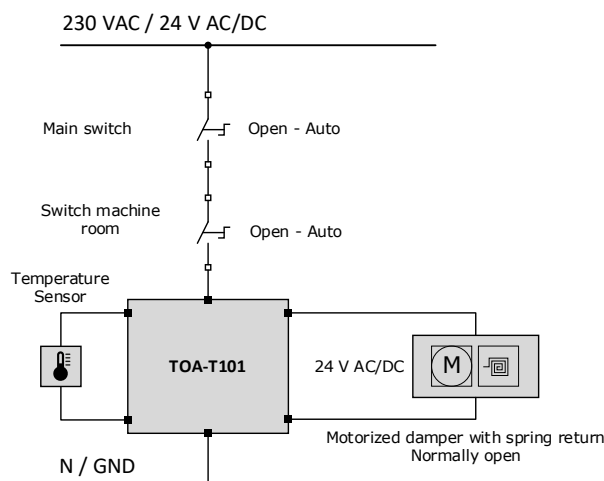 230 VAC / 24 V AC/DC
Main switch
Open - Auto
Switch machine
room
Open - Auto
Temperature
Sensor
TOA-T101
24 V AC/DC
M
Motorized damper with spring return
Normally open
N / GND